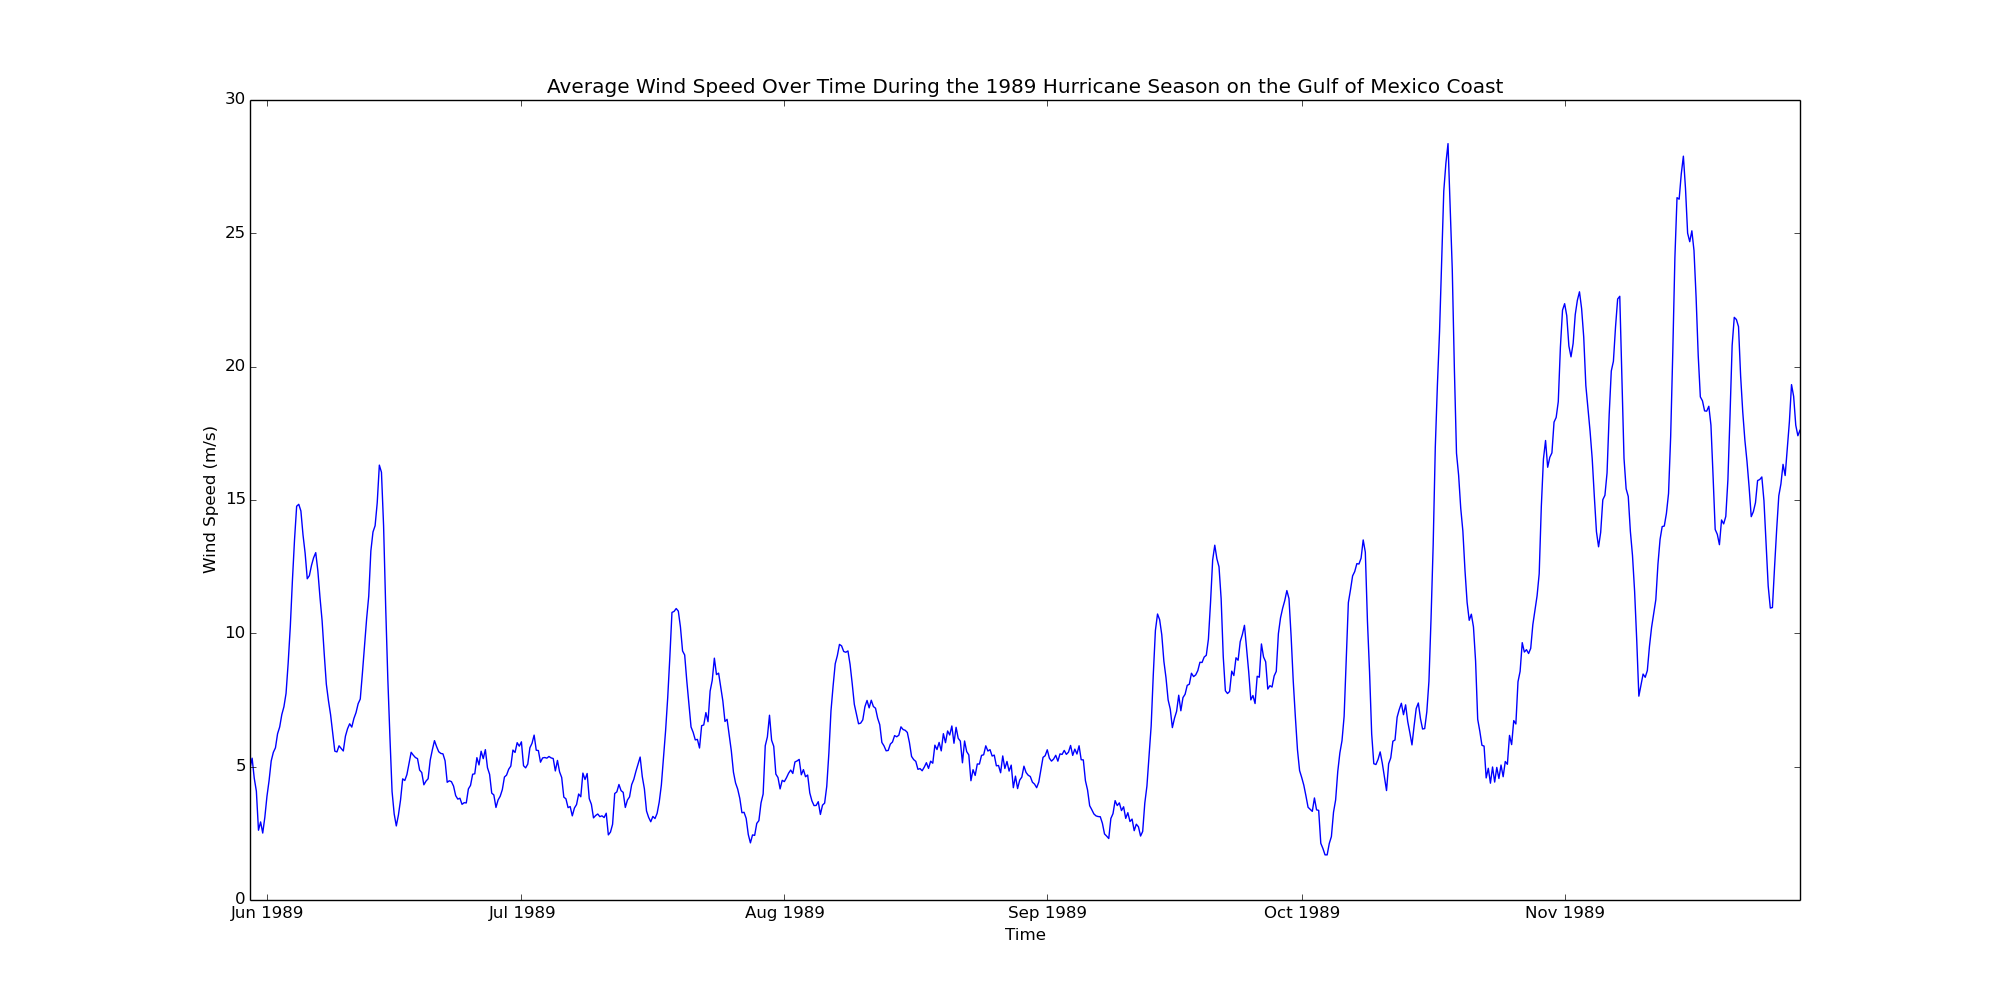 Average Wind Speed Over Time During the 1989 Hurricane Season on the Gulf of Mexico Coast
30
25
20
15
10
5
0
Wind Speed (m/s)
Jun 1989 Jul 1989 Aug 1989 Sep 1989 Oct 1989 Nov 1989
Time